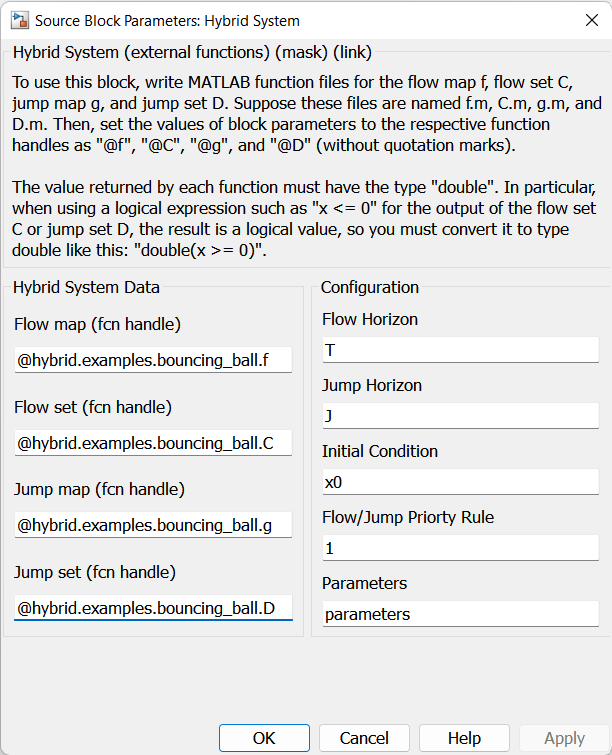 Source Block Parameters: Hybrid System
Hybrid System (external functions) (mask) (link)
To use this block, write MATLAB function files for the flow map f, flow set C,
jump map g, and jump set D. Suppose these files are named f.m, C.m, g.m, and
D.m. Then, set the values of block parameters to the respective function
handles as "@f", "@C", "@g", and "@D" (without quotation marks).
The value returned by each function must have the type "double". In particular,
when using a logical expression such as "x <= 0" for the output of the flow set
C or jump set D, the result is a logical value, so you must convert it to type
double like this: "double(x >= 0)".
Hybrid System Data
Flow map (fcn handle)
@hybrid.examples.bouncing_ball.f
Flow set (fcn handle)
@hybrid.examples.bouncing_ball.C
Jump map (fcn handle)
@hybrid.examples.bouncing_ball.g
Jump set (fcn handle)
@hybrid.examples.bouncing_ball.D
Configuration
Flow Horizon
T
Jump Horizon
J
Initial Condition
x0
Flow/Jump Priorty Rule
1
Parameters
parameters
OK
Cancel
Help
Apply